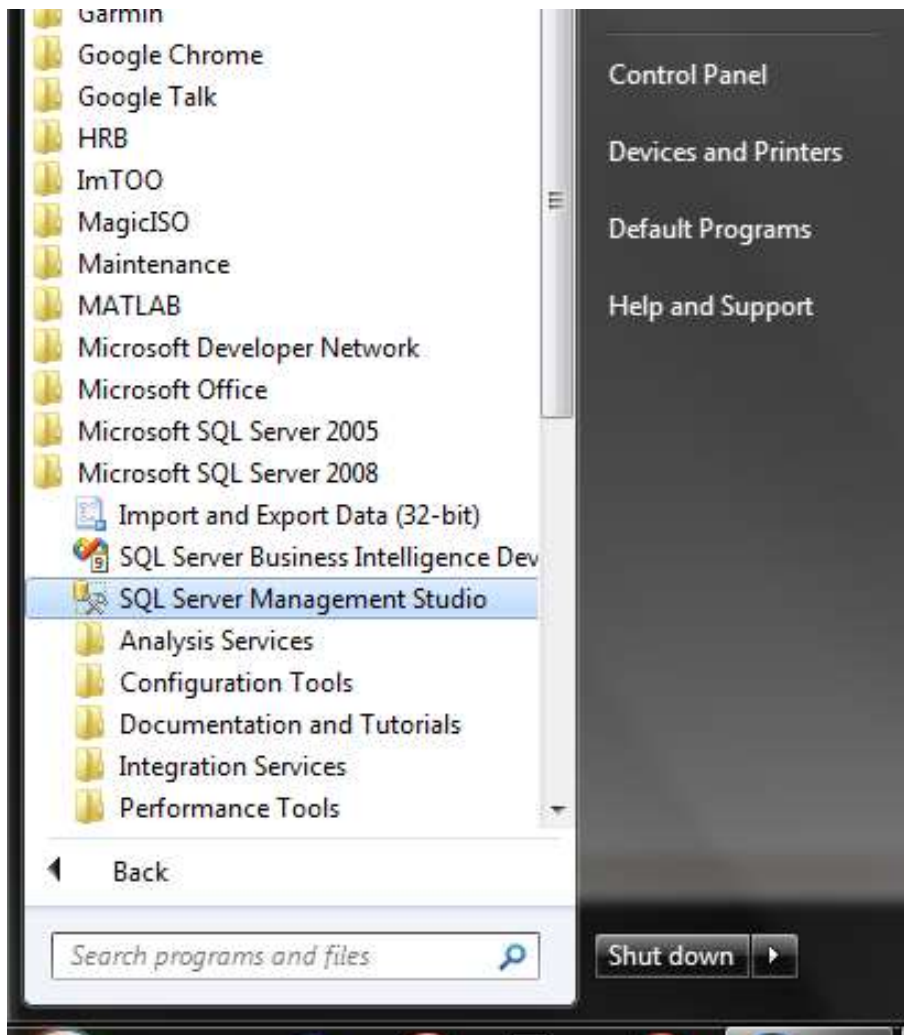 Garmin
Google Chrome
Google Talk
HRB
ImTOO
MagicISO
Maintenance
MATLAB
Microsoft Developer Network
Microsoft Office
Microsoft SQL Server 2005
Microsoft SQL Server 2008
Import and Export Data (32-bit)
SQL Server Business Intelligence Dev
SQL Server Management Studio
Analysis Services
Configuration Tools
Documentation and Tutorials
Integration Services
Performance Tools
Back
Search programs and files
Control Panel
Devices and Printers
Default Programs
Help and Support
Shut down